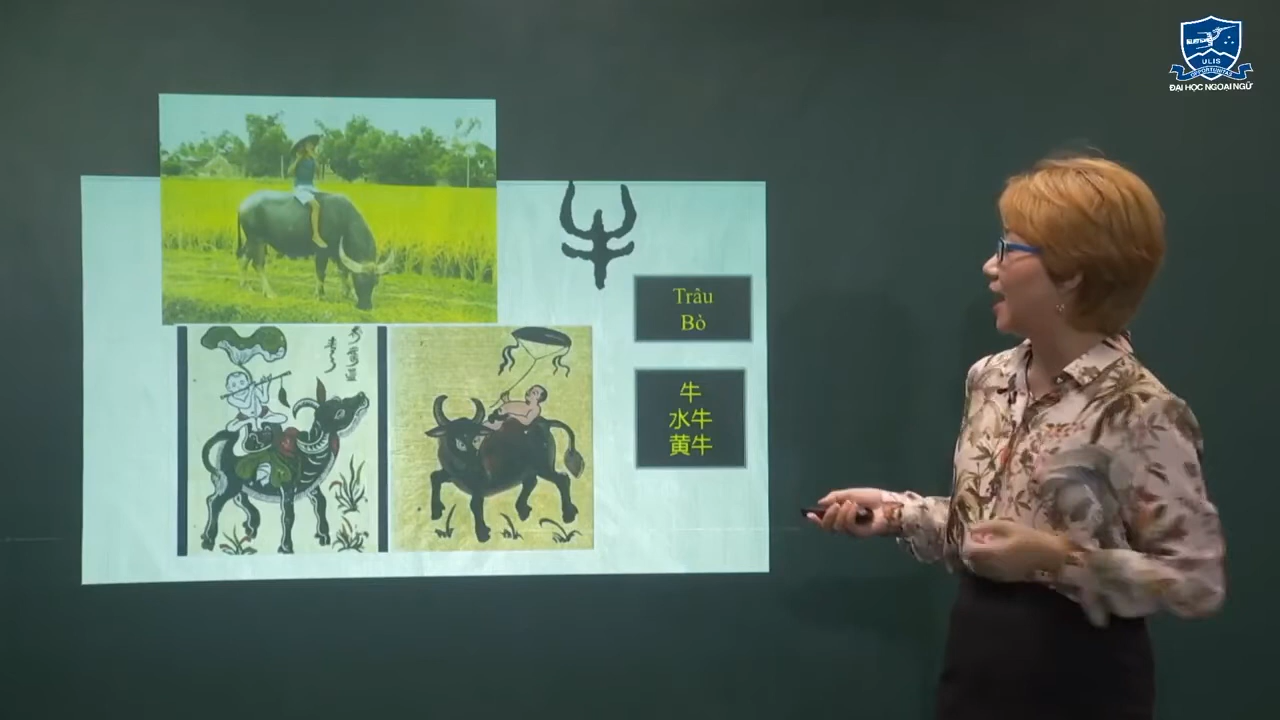 ULIS
ĐẠI HỌC NGOẠI NGỮ
Trâu
Bò
牛
水牛
黄牛